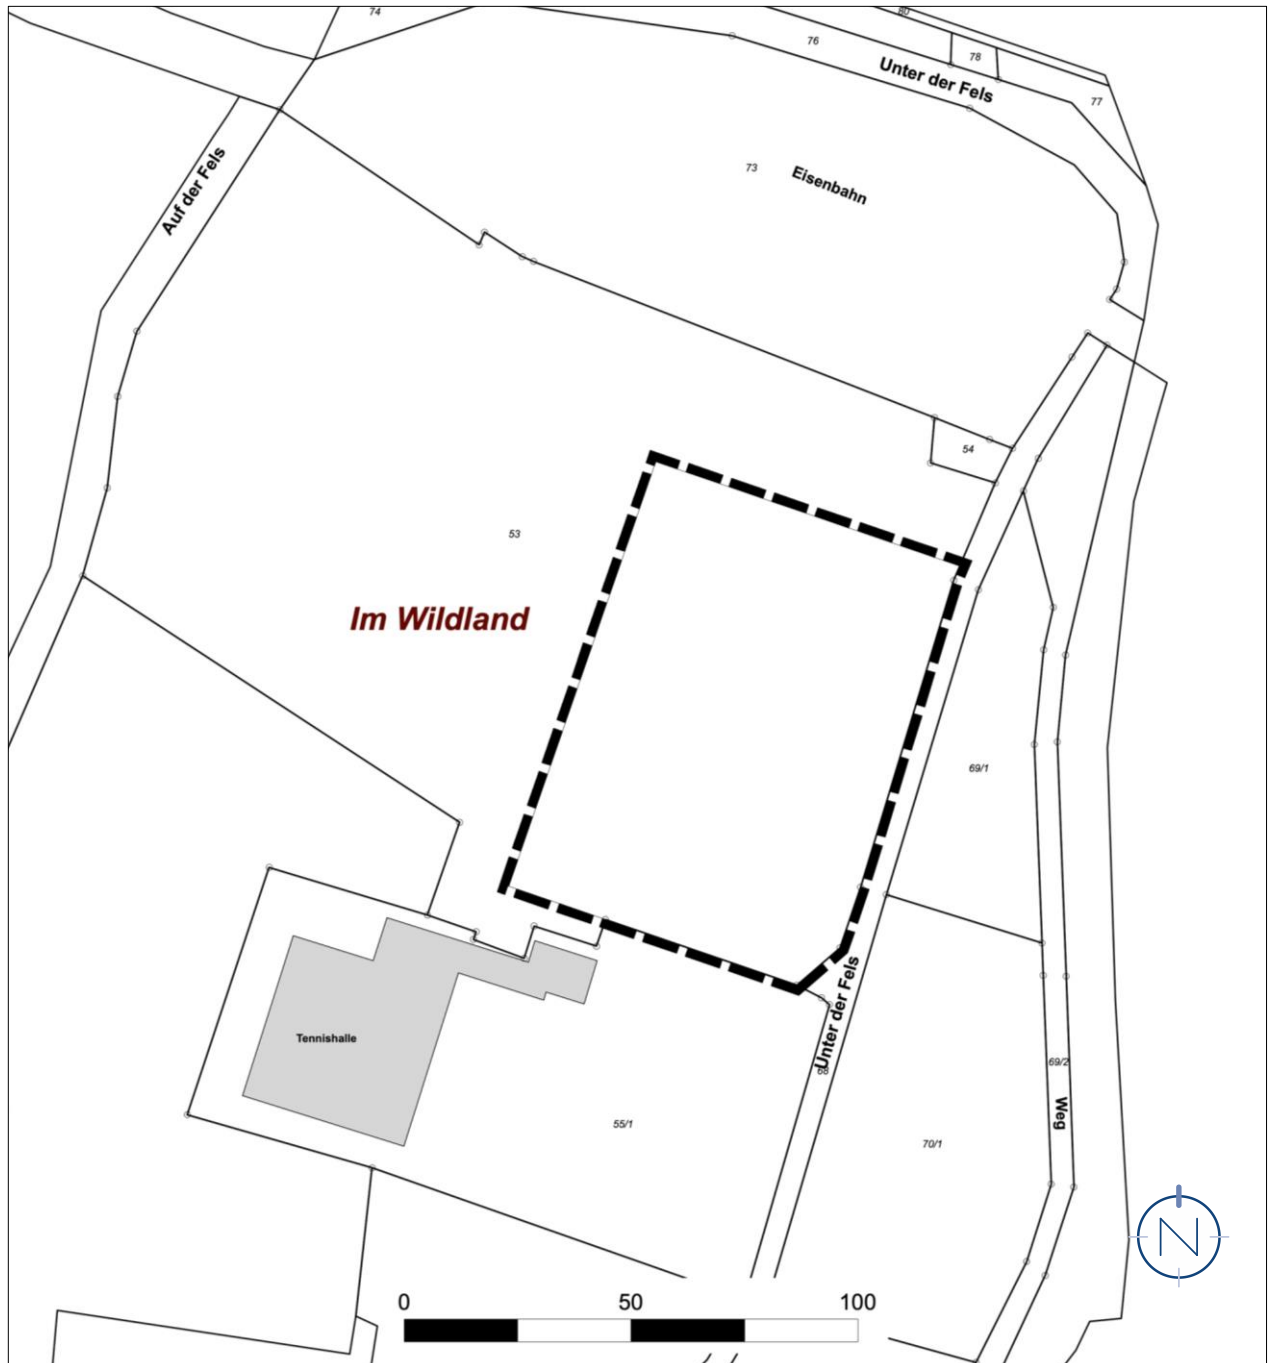 74
80
76
78
Unter der Fels
77
Auf der Fels
73
Eisenbahn
54
53
Im Wildland
69/1
Unter der Fels
Tennishalle
68
69/2
Weg
55/1
70/1
N
0 50 100